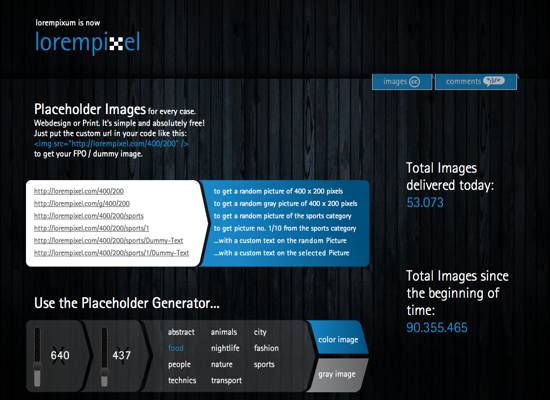 lorempixum is now
lorempixel
images cc
comments
Placeholder Images for every case.
Webdesign or Print. It's simple and absolutely free!
Just put the custom url in your code like this:
<img src="http://lorempixel.com/400/200" />
to get your FPO / dummy image.
Total Images
delivered today:
53.073
http://lorempixel.com/400/200 to get a random picture of 400 x 200 pixels
http://lorempixel.com/g/400/200 to get a random gray picture of 400 x 200 pixels
http://lorempixel.com/400/200/sports to get a random picture of the sports category
http://lorempixel.com/400/200/sports/1 to get picture no. 1/10 from the sports category
http://lorempixel.com/400/200/sports/Dummy-Text ...with a custom text on the random Picture
http://lorempixel.com/400/200/sports/1/Dummy-Text ...with a custom text on the selected Picture
Total Images since
the beginning of
time:
90.355.465
Use the Placeholder Generator...
640
437
abstract animals city
food nightlife fashion
people nature sports
technics transport
color image
gray image